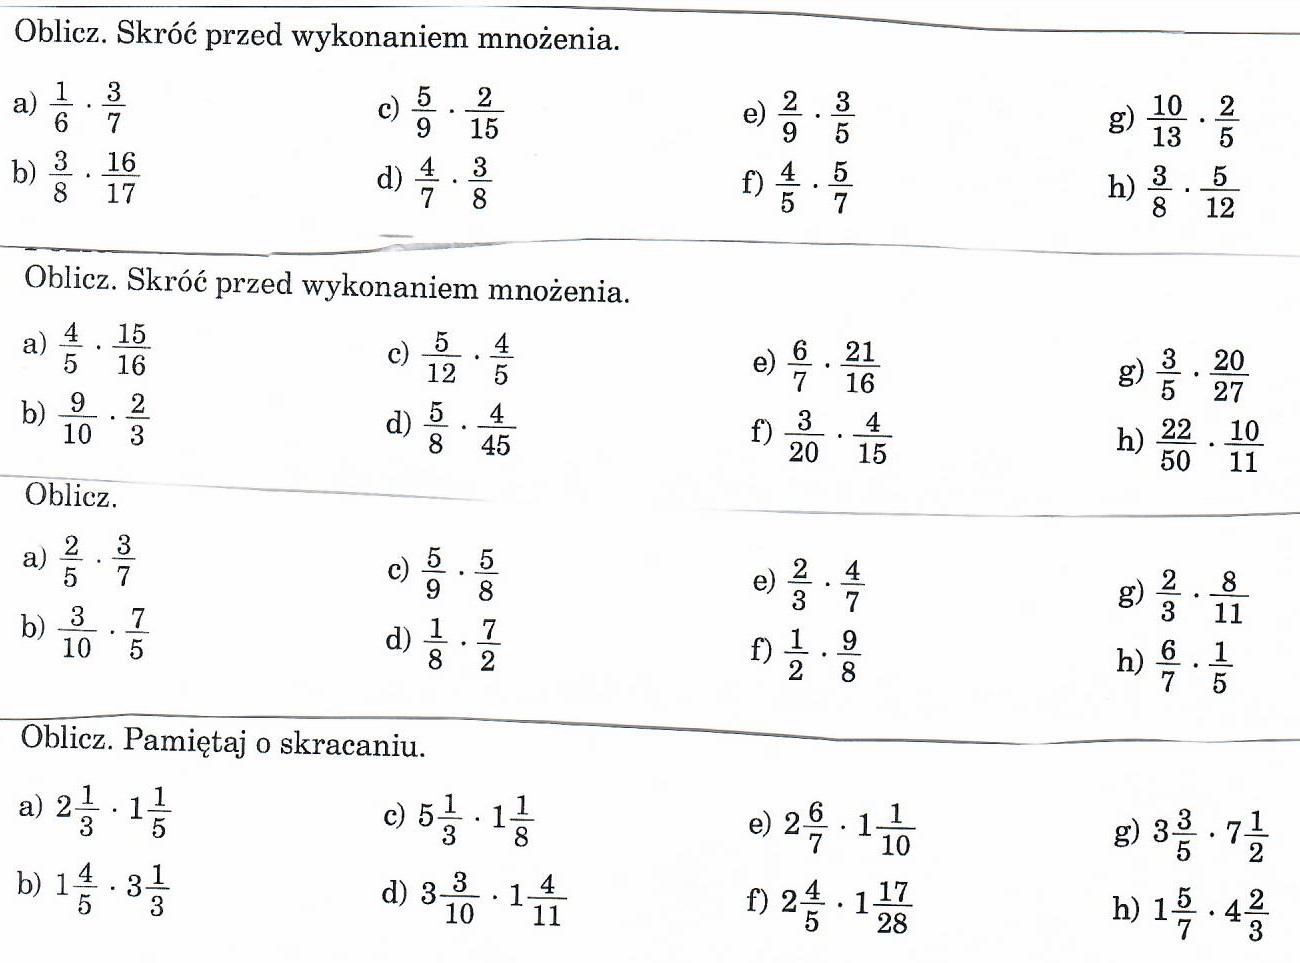 Oblicz. Skróć przed wykonaniem mnożenia.
a) 1/6 · 3/7 c) 5/9 · 2/15 e) 2/9 · 3/5 g) 10/13 · 2/5
b) 3/8 · 16/17 d) 4/7 · 3/8 f) 4/5 · 5/7 h) 3/8 · 5/12
Oblicz. Skróć przed wykonaniem mnożenia.
a) 4/5 · 15/16 c) 5/12 · 4/5 e) 6/7 · 21/16 g) 3/5 · 20/27
b) 9/10 · 2/3 d) 5/8 · 4/45 f) 3/20 · 4/15 h) 22/50 · 10/11
Oblicz.
a) 2/5 · 3/7 c) 5/9 · 5/8 e) 2/3 · 4/7 g) 2/3 · 8/11
b) 3/10 · 7/5 d) 1/8 · 7/2 f) 1/2 · 9/8 h) 6/7 · 1/5
Oblicz. Pamiętaj o skracaniu.
a) 2 1/3 · 1 1/5 c) 5 1/3 · 1 1/8 e) 2 6/7 · 1 1/10 g) 3 3/5 · 7 1/2
b) 1 4/5 · 3 1/3 d) 3 3/10 · 1 4/11 f) 2 4/5 · 1 17/28 h) 1 5/7 · 4 2/3